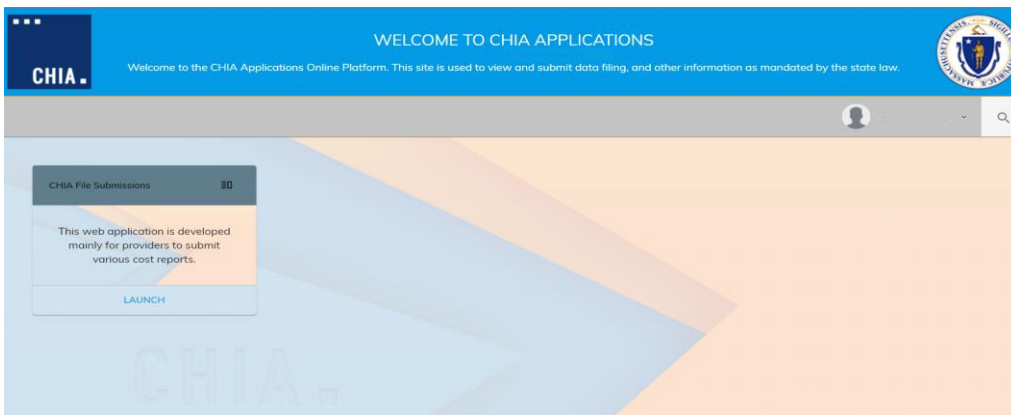 WELCOME TO CHIA APPLICATIONS
CHIA.
Welcome to the CHIA Applications Online Platform. This site is used to view and submit data filing, and other information as mandated by the state law.
CHIA File Submissions
This web application is developed
mainly for providers to submit
various cost reports.
LAUNCH
CHIA.